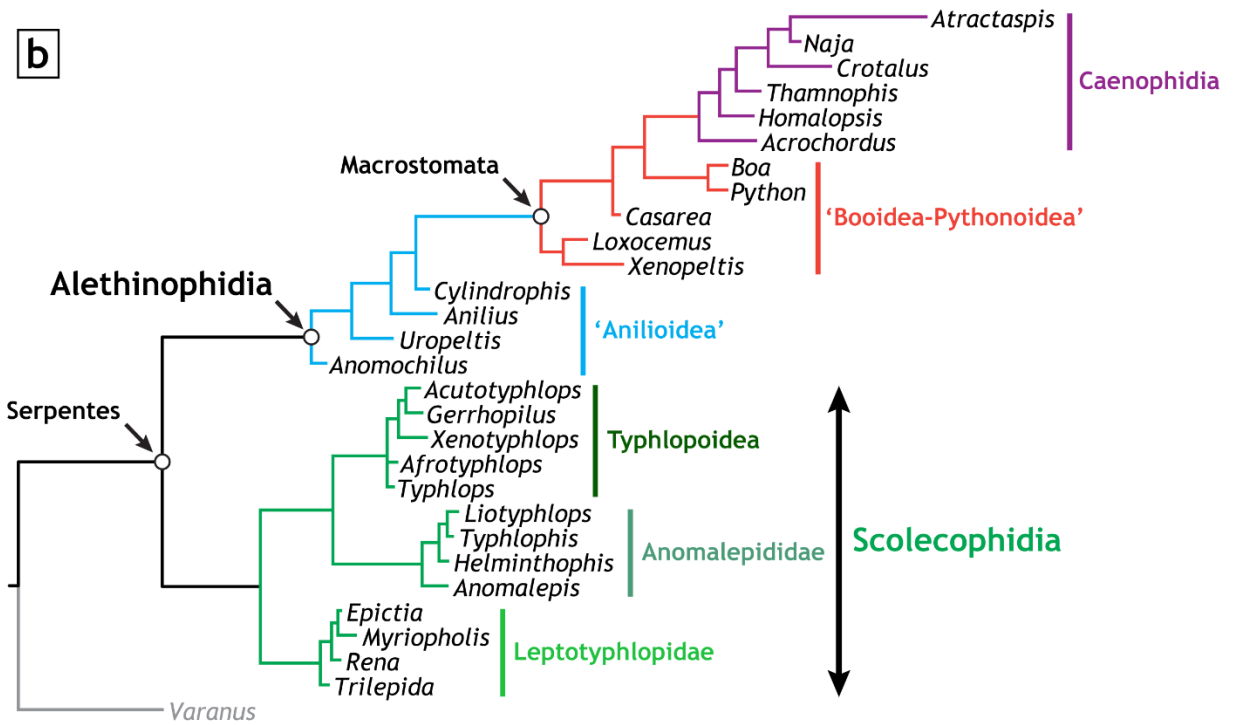 b
Atractaspis
Naja
Crotalus
Thamnophis
Homalopsis
Acrochordus
Caenophidia
Macrostomata
Boa
Python
Casarea
Loxocemus
Xenopeltis
‘Booidea-Pythonoidea’
Alethinophidia
Cylindrophis
Anilius
Uropeltis
Anomochilus
‘Anilioidea’
Serpentes
Acutotyphlops
Gerrhopilus
Xenotyphlops
Afrotyphlops
Typhlops
Typhlopoidea
Liotyphlops
Typhlophis
Helminthophis
Anomalepis
Anomalepididae
Scolecophidia
Epictia
Myriopholis
Rena
Trilepida
Leptotyphlopidae
Varanus